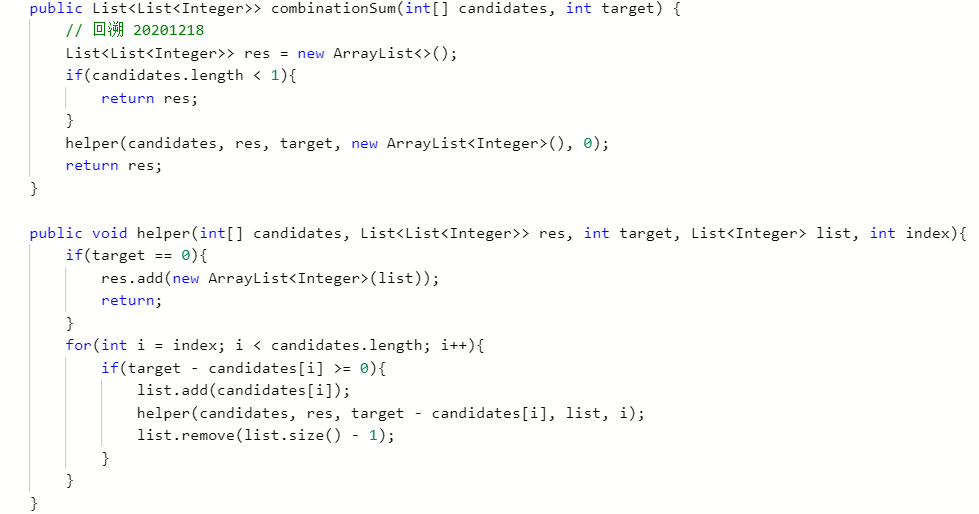 public List<List<Integer>> combinationSum(int[] candidates, int target) {
    // 回溯 20201218
    List<List<Integer>> res = new ArrayList<>();
    if(candidates.length < 1){
        return res;
    }
    helper(candidates, res, target, new ArrayList<Integer>(), 0);
    return res;
}

public void helper(int[] candidates, List<List<Integer>> res, int target, List<Integer> list, int index){
    if(target == 0){
        res.add(new ArrayList<Integer>(list));
        return;
    }
    for(int i = index; i < candidates.length; i++){
        if(target - candidates[i] >= 0){
            list.add(candidates[i]);
            helper(candidates, res, target - candidates[i], list, i);
            list.remove(list.size() - 1);
        }
    }
}